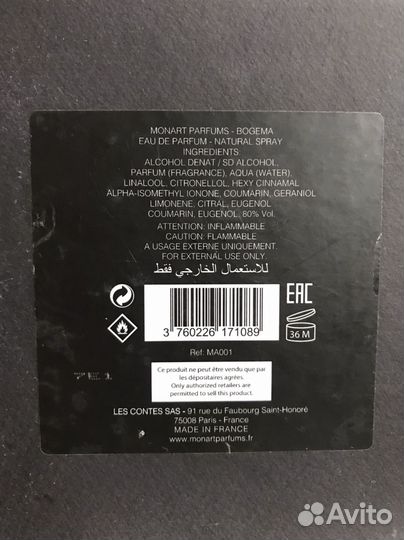 MONART PARFUMS - BOGEMA
EAU DE PARFUM - NATURAL SPRAY
INGREDIENTS:
ALCOHOL DENAT / SD ALCOHOL,
PARFUM (FRAGRANCE), AQUA (WATER),
LINALOOL, CITRONELLOL, HEXY CINNAMAL
ALPHA-ISOMETHYL IONONE, COUMARIN, GERANIOL
LIMONENE, CITRAL, EUGENOL
COUMARIN, EUGENOL, 80% Vol.
ATTENTION: INFLAMMABLE
CAUTION: FLAMMABLE
A USAGE EXTERNE UNIQUEMENT.
FOR EXTERNAL USE ONLY.
للاستعمال الخارجي فقط
EAC
3 760226 171089
36 M
Ref: MA001
Ce produit ne peut être vendu que par
les dépositaires agrées.
Only authorized retailers are
permitted to sell this product.
LES CONTES SAS - 91 rue du Faubourg Saint-Honoré
75008 Paris - France
MADE IN FRANCE
www.monartparfums.fr
Avito